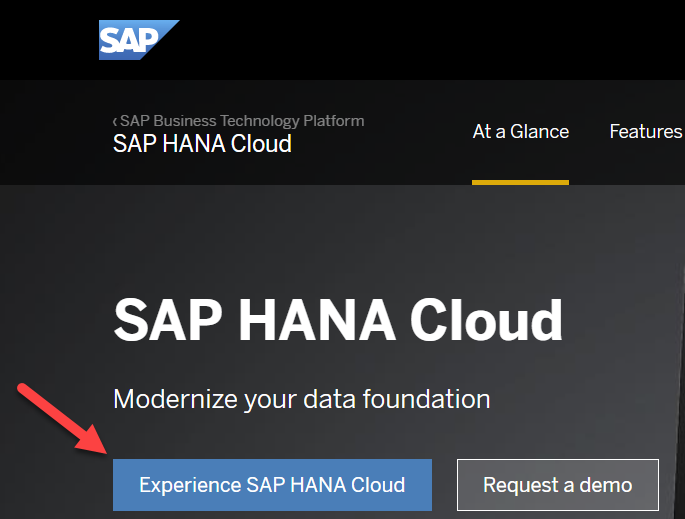 SAP
‹ SAP Business Technology Platform
SAP HANA Cloud
At a Glance
Features
SAP HANA Cloud
Modernize your data foundation
Experience SAP HANA Cloud
Request a demo